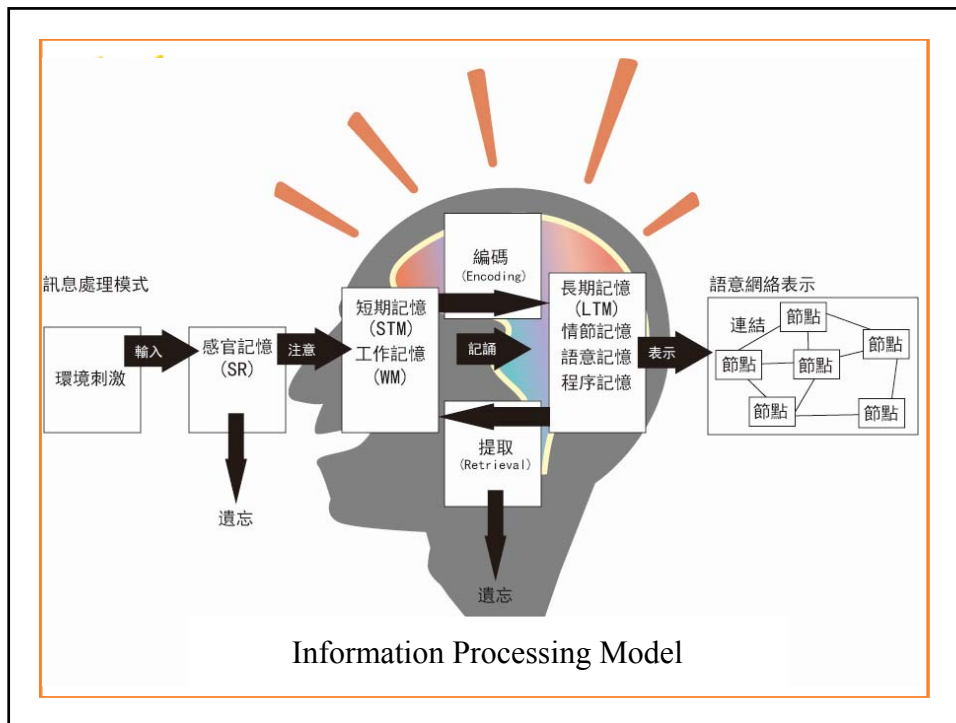 訊息處理模式
環境刺激
輸入
感官記憶
(SR)
遺忘
注意
短期記憶
(STM)
工作記憶
(WM)
編碼
(Encoding)
記誦
提取
(Retrieval)
遺忘
長期記憶
(LTM)
情節記憶
語意記憶
程序記憶
表示
語意網絡表示
連結
節點
節點
節點
節點
節點
節點
Information Processing Model